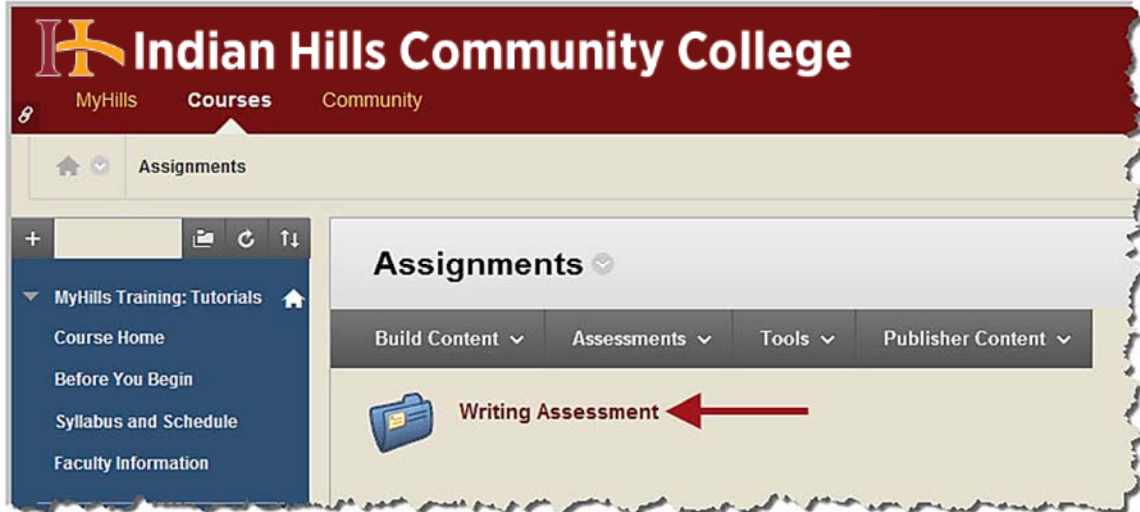 Indian Hills Community College
MyHills Courses Community
Assignments
MyHills Training: Tutorials
Course Home
Before You Begin
Syllabus and Schedule
Faculty Information
Assignments
Build Content Assessments Tools Publisher Content
Writing Assessment